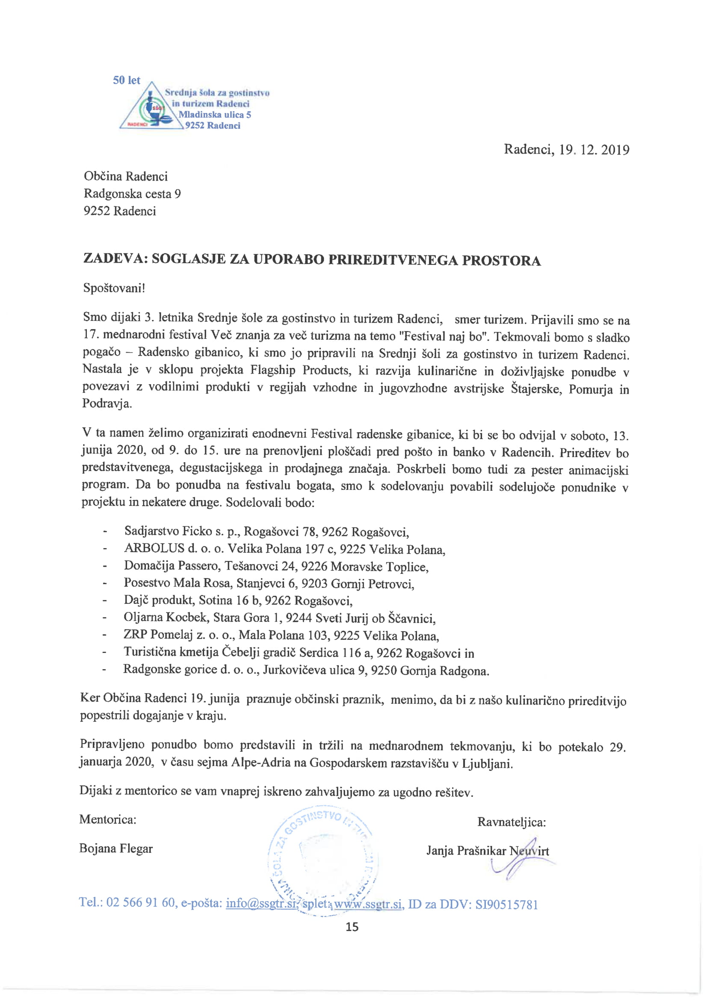 50 let
Srednja šola za gostinstvo
in turizem Radenci
Mladinska ulica 5
9252 Radenci
SŠGT
RADENCI
Radenci, 19. 12. 2019
Občina Radenci
Radgonska cesta 9
9252 Radenci
ZADEVA: SOGLASJE ZA UPORABO PRIREDITVENEGA PROSTORA
Spoštovani!
Smo dijaki 3. letnika Srednje šole za gostinstvo in turizem Radenci, smer turizem. Prijavili smo se na
17. mednarodni festival Več znanja za več turizma na temo "Festival naj bo". Tekmovali bomo s sladko
pogačo – Radensko gibanico, ki smo jo pripravili na Srednji šoli za gostinstvo in turizem Radenci.
Nastala je v sklopu projekta Flagship Products, ki razvija kulinarične in doživljajske ponudbe v
povezavi z vodilnimi produkti v regijah vzhodne in jugovzhodne avstrijske Štajerske, Pomurja in
Podravja.
V ta namen želimo organizirati enodnevni Festival radenske gibanice, ki bi se bo odvijal v soboto, 13.
junija 2020, od 9. do 15. ure na prenovljeni ploščadi pred pošto in banko v Radencih. Prireditev bo
predstavitvenega, degustacijskega in prodajnega značaja. Poskrbeli bomo tudi za pester animacijski
program. Da bo ponudba na festivalu bogata, smo k sodelovanju povabili sodelujoče ponudnike v
projektu in nekatere druge. Sodelovali bodo:
- Sadjarstvo Ficko s. p., Rogašovci 78, 9262 Rogašovci,
- ARBOLUS d. o. o. Velika Polana 197 c, 9225 Velika Polana,
- Domačija Passero, Tešanovci 24, 9226 Moravske Toplice,
- Posestvo Mala Rosa, Stanjevci 6, 9203 Gornji Petrovci,
- Dajč produkt, Sotina 16 b, 9262 Rogašovci,
- Oljarna Kocbek, Stara Gora 1, 9244 Sveti Jurij ob Ščavnici,
- ZRP Pomelaj z. o. o., Mala Polana 103, 9225 Velika Polana,
- Turistična kmetija Čebelji gradič Serdica 116 a, 9262 Rogašovci in
- Radgonske gorice d. o. o., Jurkovičeva ulica 9, 9250 Gornja Radgona.
Ker Občina Radenci 19. junija praznuje občinski praznik, menimo, da bi z našo kulinarično prireditvijo
popestrili dogajanje v kraju.
Pripravljeno ponudbo bomo predstavili in tržili na mednarodnem tekmovanju, ki bo potekalo 29.
januarja 2020, v času sejma Alpe-Adria na Gospodarskem razstavišču v Ljubljani.
Dijaki z mentorico se vam vnaprej iskreno zahvaljujemo za ugodno rešitev.
Mentorica:
Ravnateljica:
Bojana Flegar
Janja Prašnikar Neuvirt
ŠOLA ZA GOSTINSTVO IN
Tel.: 02 566 91 60, e-pošta: info@ssgtr.si, splet: www.ssgtr.si, ID za DDV: SI90515781
15